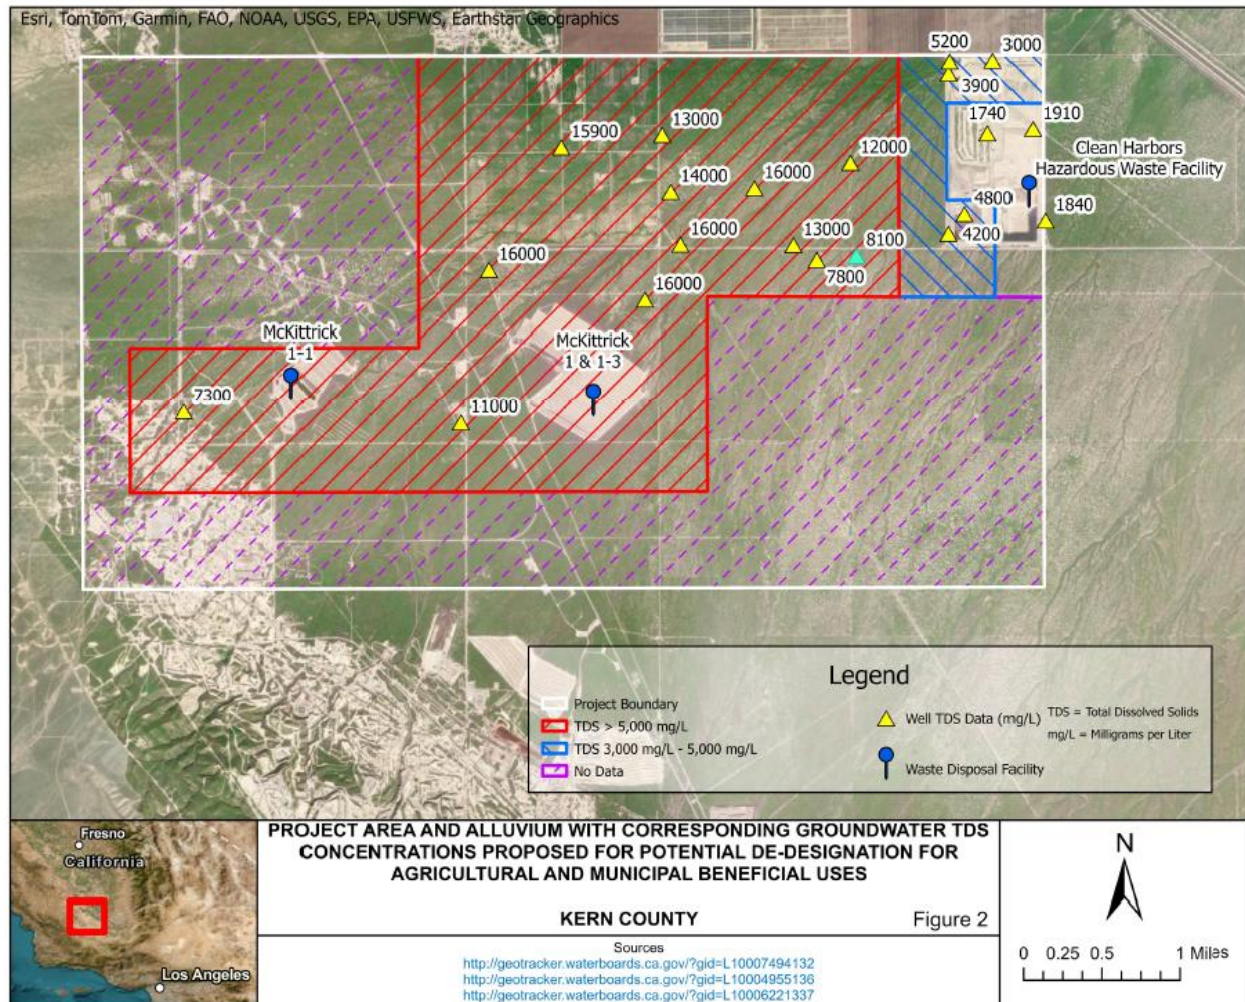 Esri, TomTom, Garmin, FAO, NOAA, USGS, EPA, USFWS, Earthstar Geographics
5200
3000
3900
1740
1910
15900
13000
12000
Clean Harbors
Hazardous Waste Facility
14000
16000
4800
1840
16000
13000
8100
4200
16000
7800
16000
McKittrick
1-1
McKittrick
1 & 1-3
7300
11000
Legend
Project Boundary
TDS > 5,000 mg/L
TDS 3,000 mg/L - 5,000 mg/L
No Data
Well TDS Data (mg/L)
Waste Disposal Facility
TDS = Total Dissolved Solids
mg/L = Milligrams per Liter
Fresno
California
Los Angeles
PROJECT AREA AND ALLUVIUM WITH CORRESPONDING GROUNDWATER TDS
CONCENTRATIONS PROPOSED FOR POTENTIAL DE-DESIGNATION FOR
AGRICULTURAL AND MUNICIPAL BENEFICIAL USES
KERN COUNTY
Figure 2
Sources
http://geotracker.waterboards.ca.gov/?gid=L10007494132
http://geotracker.waterboards.ca.gov/?gid=L10004955136
http://geotracker.waterboards.ca.gov/?gid=L10006221337
N
0 0.25 0.5 1 Miles